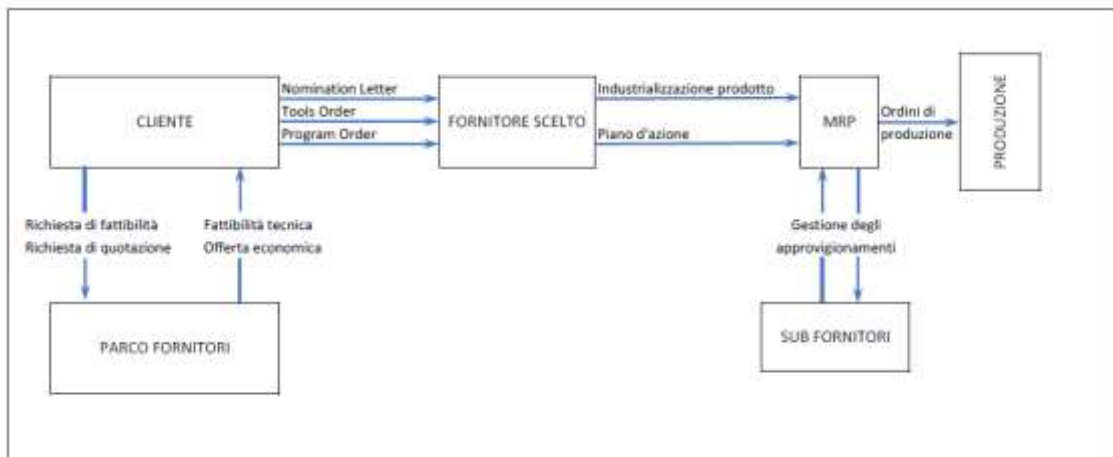 CLIENTE
Nomination Letter
Tools Order
Program Order
FORNITORE SCELTO
Industrializzazione prodotto
Piano d'azione
MRP
Ordini di
produzione
PRODUZIONE
Richiesta di fattibilità
Richiesta di quotazione
Fattibilità tecnica
Offerta economica
Gestione degli
approvigionamenti
PARCO FORNITORI
SUB FORNITORI